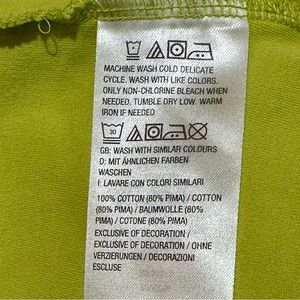 MACHINE WASH COLD DELICATE
CYCLE. WASH WITH LIKE COLORS.
ONLY NON-CHLORINE BLEACH WHEN
NEEDED. TUMBLE DRY LOW. WARM
IRON IF NEEDED
30
GB: WASH WITH SIMILAR COLOURS
D: MIT ÄHNLICHEN FARBEN
WASCHEN
I: LAVARE CON COLORI SIMILARI
100% COTTON (80% PIMA) / COTTON
(80% PIMA) / BAUMWOLLE (80%
PIMA) / COTONE (80% PIMA)
EXCLUSIVE OF DECORATION /
EXCLUSIVE OF DECORATION / OHNE
VERZIERUNGEN / DECORAZIONI
ESCLUSE